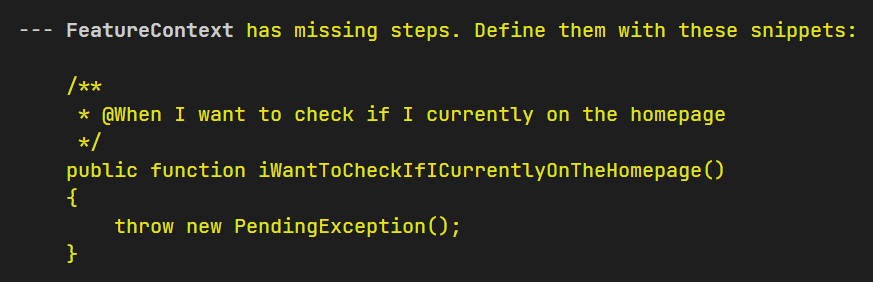 --- FeatureContext has missing steps. Define them with these snippets:
/**
* @When I want to check if I currently on the homepage
*/
public function iWantToCheckIfICurrentlyOnTheHomepage()
{
throw new PendingException();
}